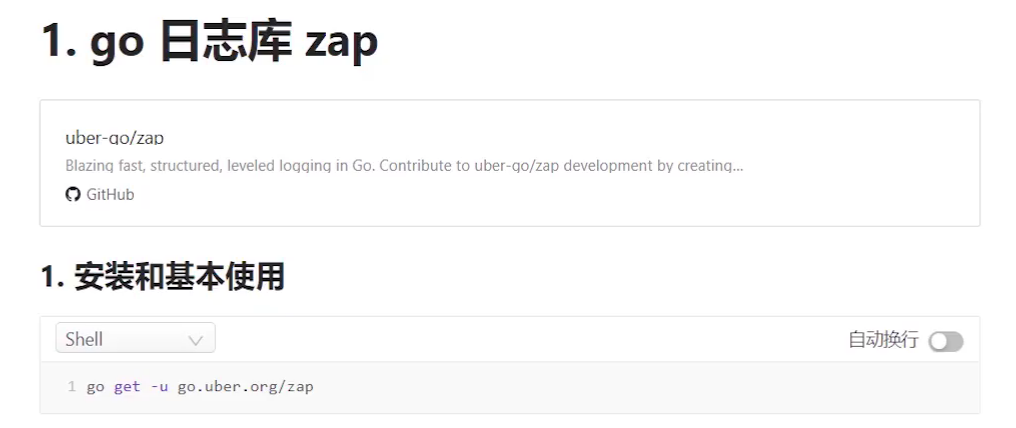 1. go 日志库 zap
uber-go/zap
Blazing fast, structured, leveled logging in Go. Contribute to uber-go/zap development by creating...
GitHub
1. 安装和基本使用
Shell
自动换行
1 go get -u go.uber.org/zap